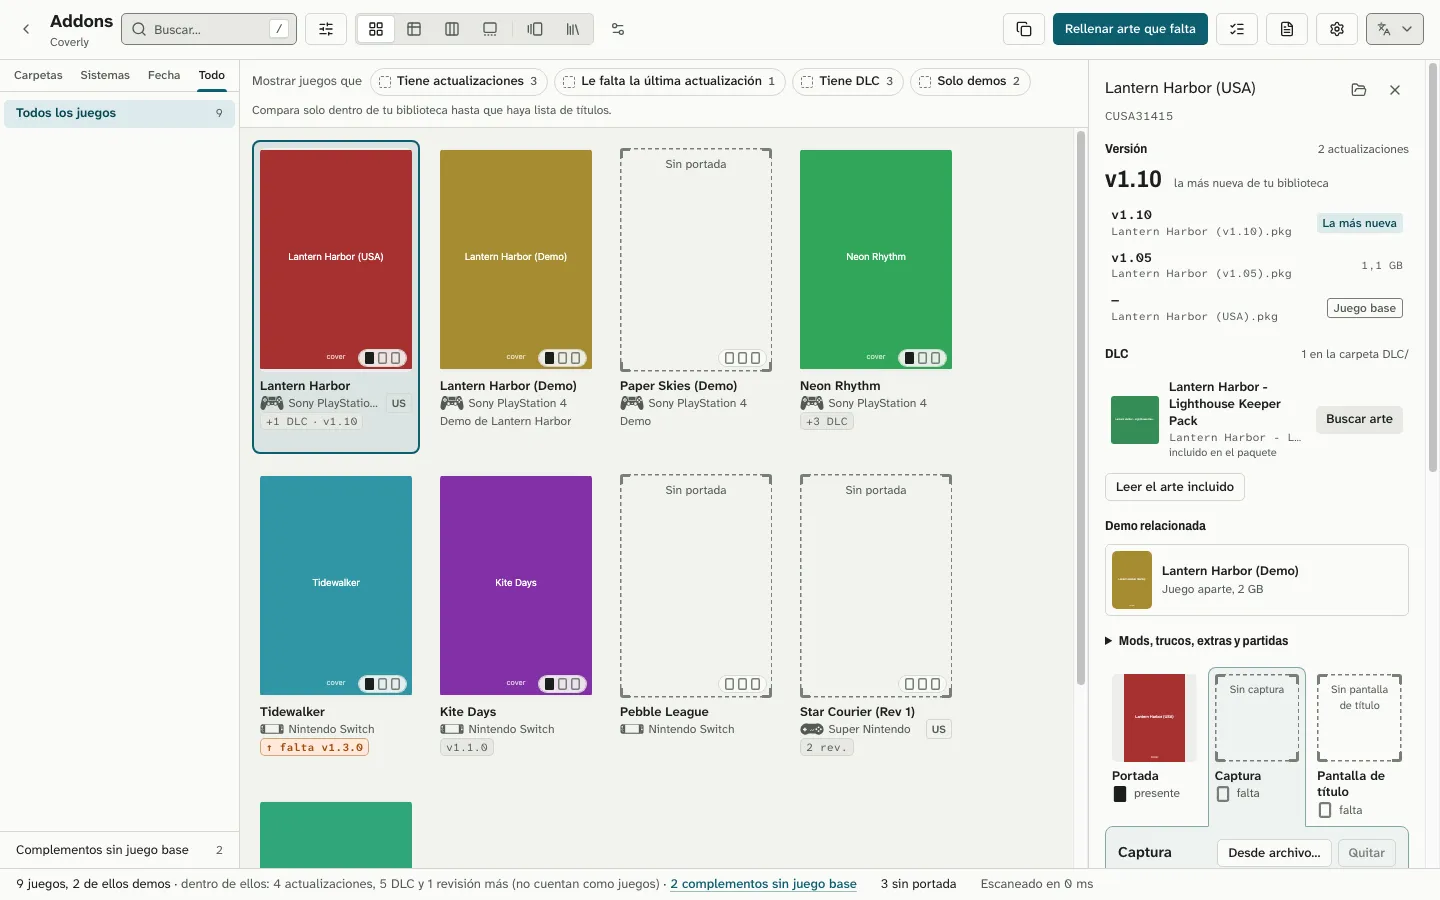 Addons
Coverly
Buscar...
/
Rellenar arte que falta
Carpetas
Sistemas
Fecha
Todo
Todos los juegos
9
Complementos sin juego base
2
Mostrar juegos que
Tiene actualizaciones 3
Le falta la última actualización 1
Tiene DLC 3
Solo demos 2
Compara solo dentro de tu biblioteca hasta que haya lista de títulos.
Lantern Harbor (USA)
cover
Lantern Harbor
Sony PlayStatio...
US
+1 DLC · v1.10
Lantern Harbor (Demo)
cover
Lantern Harbor (Demo)
Sony PlayStation 4
Demo de Lantern Harbor
Sin portada
Paper Skies (Demo)
Sony PlayStation 4
Demo
Neon Rhythm
cover
Neon Rhythm
Sony PlayStation 4
+3 DLC
Tidewalker
cover
Tidewalker
Nintendo Switch
↑ falta v1.3.0
Kite Days
cover
Kite Days
Nintendo Switch
v1.1.0
Sin portada
Pebble League
Nintendo Switch
Sin portada
Star Courier (Rev 1)
Super Nintendo
US
2 rev.
Lantern Harbor (USA)
CUSA31415
Versión
2 actualizaciones
v1.10 la más nueva de tu biblioteca
v1.10
Lantern Harbor (v1.10).pkg
La más nueva
v1.05
Lantern Harbor (v1.05).pkg
1,1 GB
—
Lantern Harbor (USA).pkg
Juego base
DLC
1 en la carpeta DLC/
Lantern Harbor -
Lighthouse Keeper
Pack
Lantern Harbor - L…
incluido en el paquete
Buscar arte
Leer el arte incluido
Demo relacionada
Lantern Harbor (Demo)
Juego aparte, 2 GB
Mods, trucos, extras y partidas
Lantern Harbor (USA)
Portada
presente
Sin captura
Captura
falta
Sin pantalla
de título
Pantalla de
título
falta
Captura
Desde archivo...
Quitar
9 juegos, 2 de ellos demos · dentro de ellos: 4 actualizaciones, 5 DLC y 1 revisión más (no cuentan como juegos) · 2 complementos sin juego base
3 sin portada
Escaneado en 0 ms